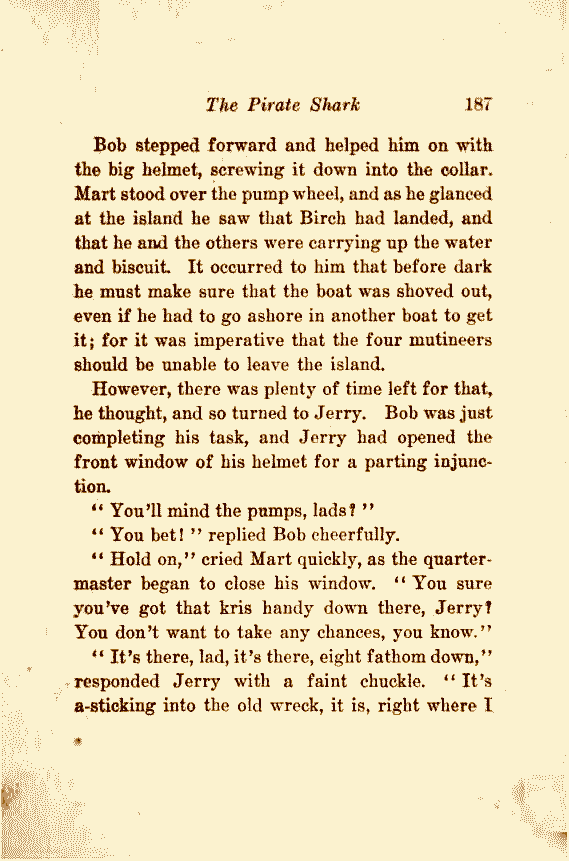 The Pirate Shark 187
Bob stepped forward and helped him on with
the big helmet, screwing it down into the collar.
Mart stood over the pump wheel, and as he glanced
at the island he saw that Birch had landed, and
that he and the others were carrying up the water
and biscuit. It occurred to him that before dark
he must make sure that the boat was shoved out,
even if he had to go ashore in another boat to get
it; for it was imperative that the four mutineers
should be unable to leave the island.
However, there was plenty of time left for that,
he thought, and so turned to Jerry. Bob was just
completing his task, and Jerry had opened the
front window of his helmet for a parting injunc-
tion.
“ You'll mind the pumps, lads? ”
“ You bet! ” replied Bob cheerfully.
“ Hold on,” cried Mart quickly, as the quarter-
master began to close his window. “ You sure
you've got that kris handy down there, Jerry?
You don't want to take any chances, you know.”
“ It's there, lad, it's there, eight fathom down,”
responded Jerry with a faint chuckle. “ It's
a-sticking into the old wreck, it is, right where I